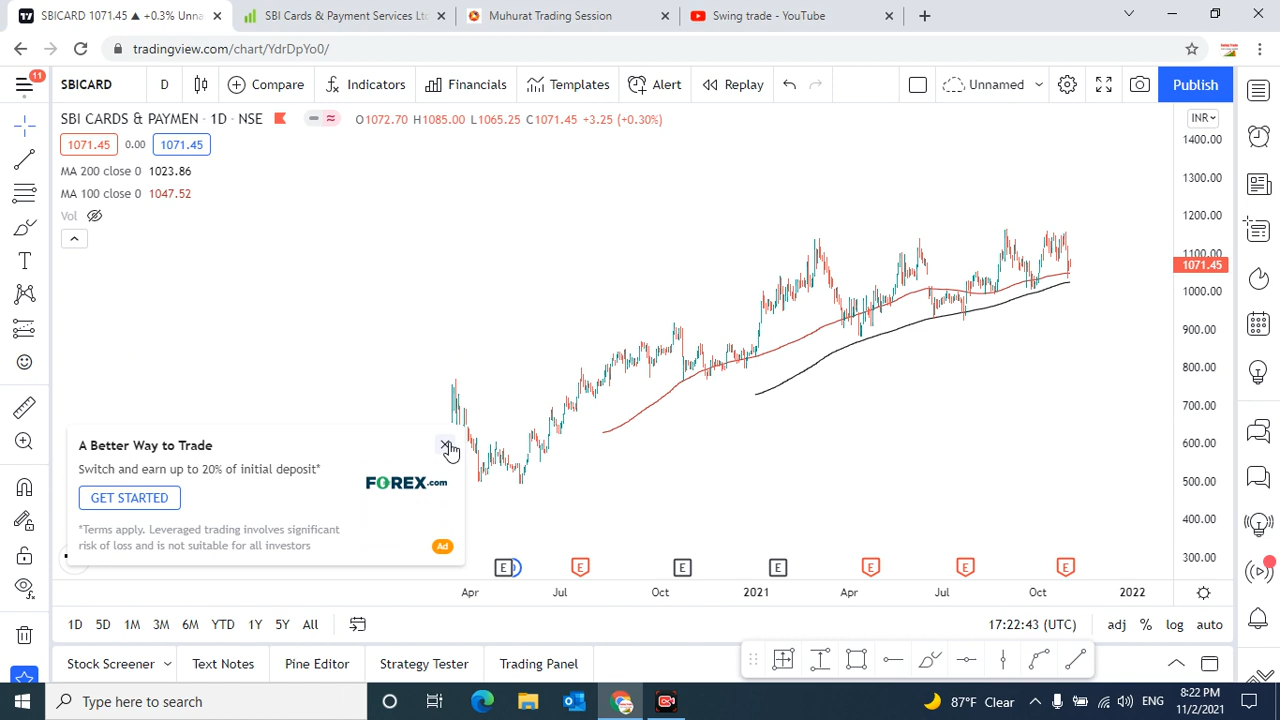 SBICARD 1071.45 ▲ +0.3% Unna
SBI Cards & Payment Services Ltd
Muhurat Trading Session
Swing trade - YouTube
tradingview.com/chart/YdrDpYo0/
11
SBICARD D Compare Indicators Financials Templates Alert Replay Unnamed Publish
SBI CARDS & PAYMEN · 1D · NSE O1072.70 H1085.00 L1065.25 C1071.45 +3.25 (+0.30%)
INR
1071.45 0.00 1071.45
MA 200 close 0 1023.86
MA 100 close 0 1047.52
Vol
1400.00
1300.00
1200.00
1100.00
1071.45
1000.00
900.00
800.00
700.00
600.00
500.00
400.00
300.00
A Better Way to Trade
Switch and earn up to 20% of initial deposit*
FOREX.com
GET STARTED
*Terms apply. Leveraged trading involves significant
risk of loss and is not suitable for all investors
Ad
E E E E E E E
Apr Jul Oct 2021 Apr Jul Oct 2022
1D 5D 1M 3M 6M YTD 1Y 5Y All 17:22:43 (UTC) adj % log auto
Stock Screener Text Notes Pine Editor Strategy Tester Trading Panel
Type here to search
87°F Clear
ENG
8:22 PM
11/2/2021